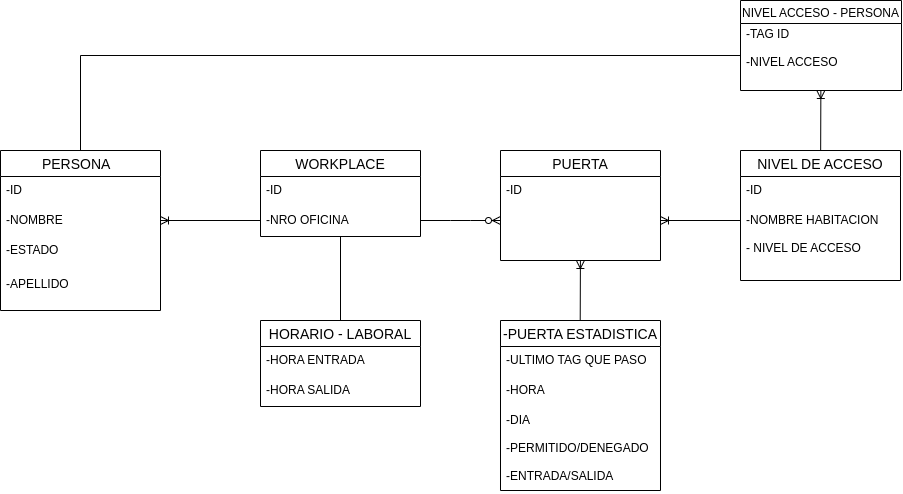 NIVEL ACCESO - PERSONA
-TAG ID
-NIVEL ACCESO
PERSONA
-ID
-NOMBRE
-ESTADO
-APELLIDO
WORKPLACE
-ID
-NRO OFICINA
PUERTA
-ID
NIVEL DE ACCESO
-ID
-NOMBRE HABITACION
- NIVEL DE ACCESO
HORARIO - LABORAL
-HORA ENTRADA
-HORA SALIDA
-PUERTA ESTADISTICA
-ULTIMO TAG QUE PASO
-HORA
-DIA
-PERMITIDO/DENEGADO
-ENTRADA/SALIDA